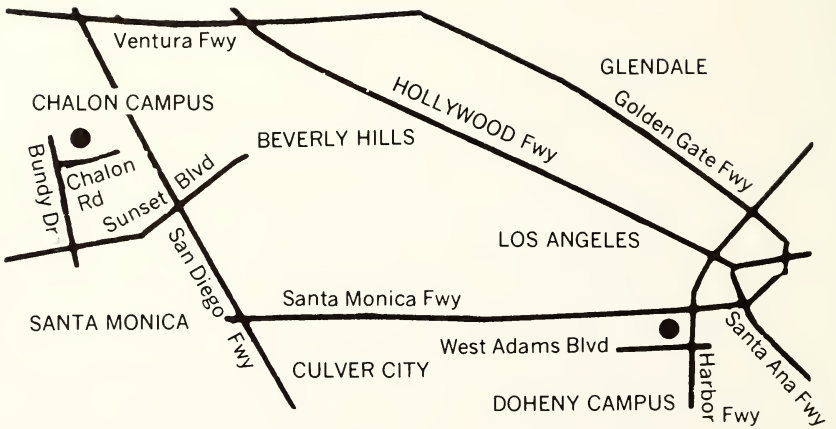 Ventura Fwy
GLENDALE
CHALON CAMPUS
HOLLYWOOD Fwy
Golden Gate Fwy
BEVERLY HILLS
Bundy Dr
Chalon
Rd
Sunset Blvd
San Diego Fwy
LOS ANGELES
Santa Monica Fwy
SANTA MONICA
West Adams Blvd
Santa Ana Fwy
CULVER CITY
DOHENY CAMPUS
Harbor Fwy